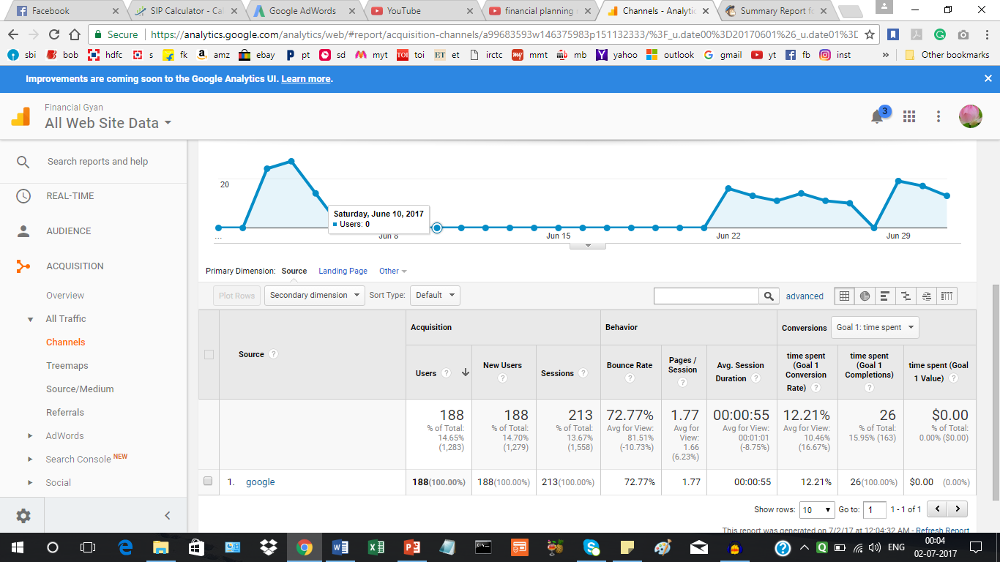 Facebook
SIP Calculator - Cal
Google AdWords
YouTube
financial planning
Channels - Analytic
Summary Report fo
Secure
https://analytics.google.com/analytics/web/#report/acquisition-channels/a99683593w146375983p151132333/%3F_u.date00%3D20170601%26_u.date01%3D
sbi bob hdfc s fk amz ebay pt sd myt toi et irctc mmt mb yahoo outlook gmail yt fb inst » Other bookmarks
Improvements are coming soon to the Google Analytics UI. Learn more.
Financial Gyan
All Web Site Data
3
Search reports and help
REAL-TIME
AUDIENCE
ACQUISITION
Overview
All Traffic
Channels
Treemaps
Source/Medium
Referrals
AdWords
Search Console NEW
Social
20
Saturday, June 10, 2017
Users: 0
... Jun 8 Jun 15 Jun 22 Jun 29
Primary Dimension: Source Landing Page Other
Plot Rows Secondary dimension Sort Type: Default advanced
Source
Acquisition
Behavior
Conversions Goal 1: time spent
Users
New Users
Sessions
Bounce Rate
Pages /
Session
Avg. Session
Duration
time spent
(Goal 1
Conversion
Rate)
time spent
(Goal 1
Completions)
time spent (Goal
1 Value)
188
% of Total:
14.65%
(1,283)
188
% of Total:
14.70%
(1,279)
213
% of Total:
13.67%
(1,558)
72.77%
Avg for View:
81.51%
(-10.73%)
1.77
Avg for
View:
1.66
(6.23%)
00:00:55
Avg for View:
00:01:01
(-8.75%)
12.21%
Avg for View:
10.46%
(16.67%)
26
% of Total:
15.95% (163)
$0.00
% of Total:
0.00% ($0.00)
1. google 188(100.00%) 188(100.00%) 213(100.00%) 72.77% 1.77 00:00:55 12.21% 26(100.00%) $0.00 (0.00%)
Show rows: 10 Go to: 1 1 - 1 of 1
This report was generated on 7/2/17 at 12:04:32 AM - Refresh Report
ENG
00:04
02-07-2017